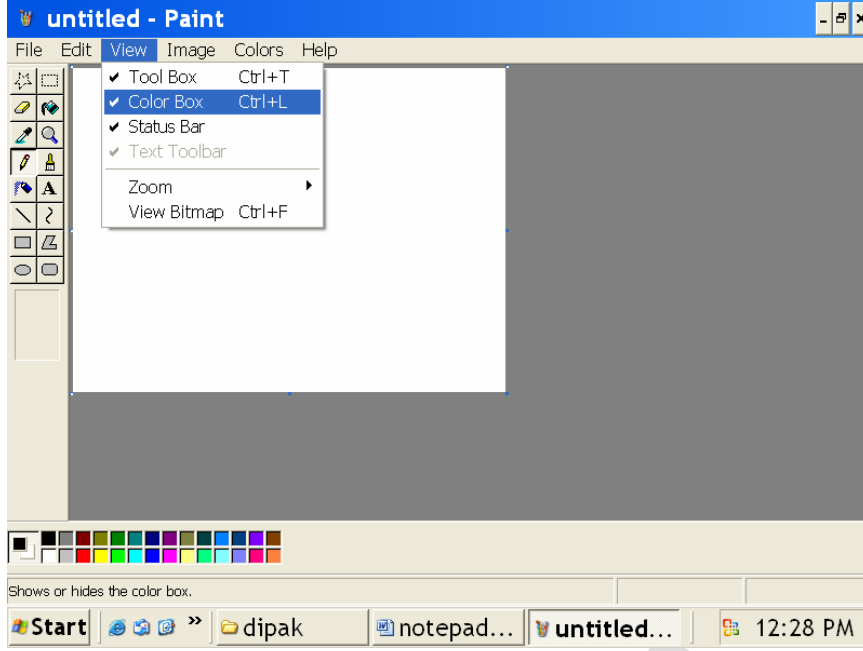 untitled - Paint
File Edit View Image Colors Help
Tool Box Ctrl+T
Color Box Ctrl+L
Status Bar
Text Toolbar
Zoom
View Bitmap Ctrl+F
A
Shows or hides the color box.
Start » dipak notepad... untitled... 12:28 PM